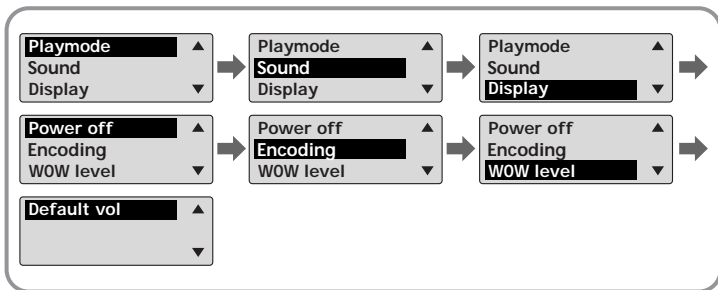 Playmode
Sound
Display
Playmode
Sound
Display
Playmode
Sound
Display
Power off
Encoding
WOW level
Power off
Encoding
WOW level
Power off
Encoding
WOW level
Default vol